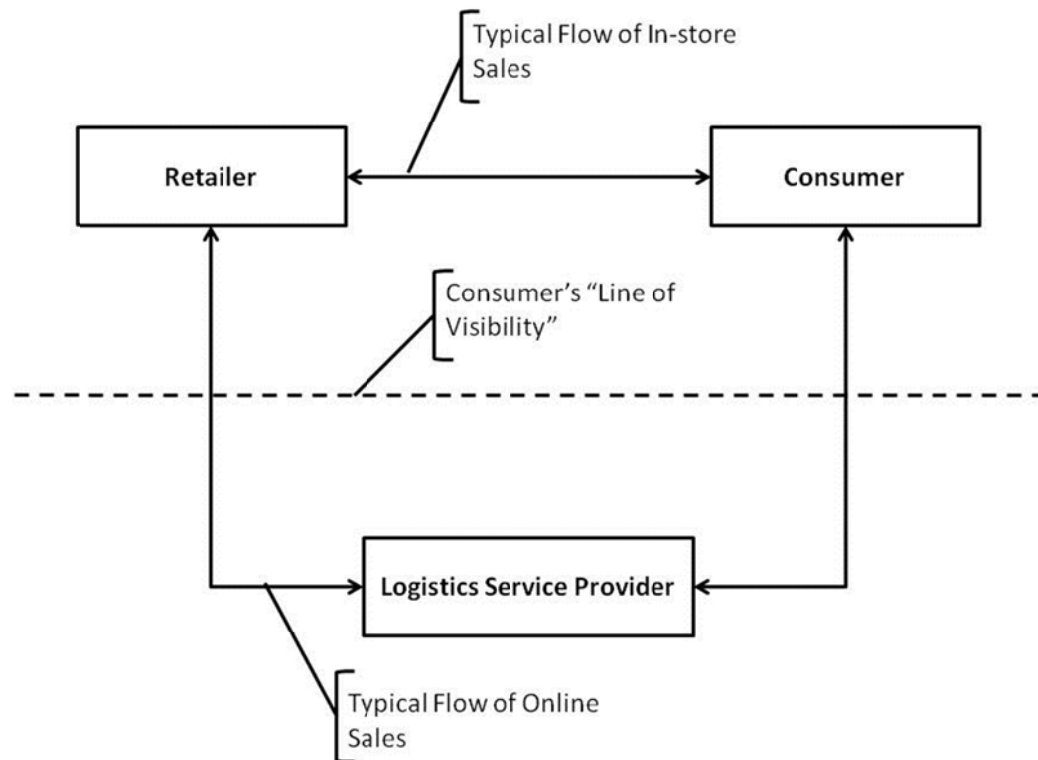 Typical Flow of In-store
Sales
Retailer
Consumer
Consumer’s “Line of
Visibility”
Logistics Service Provider
Typical Flow of Online
Sales